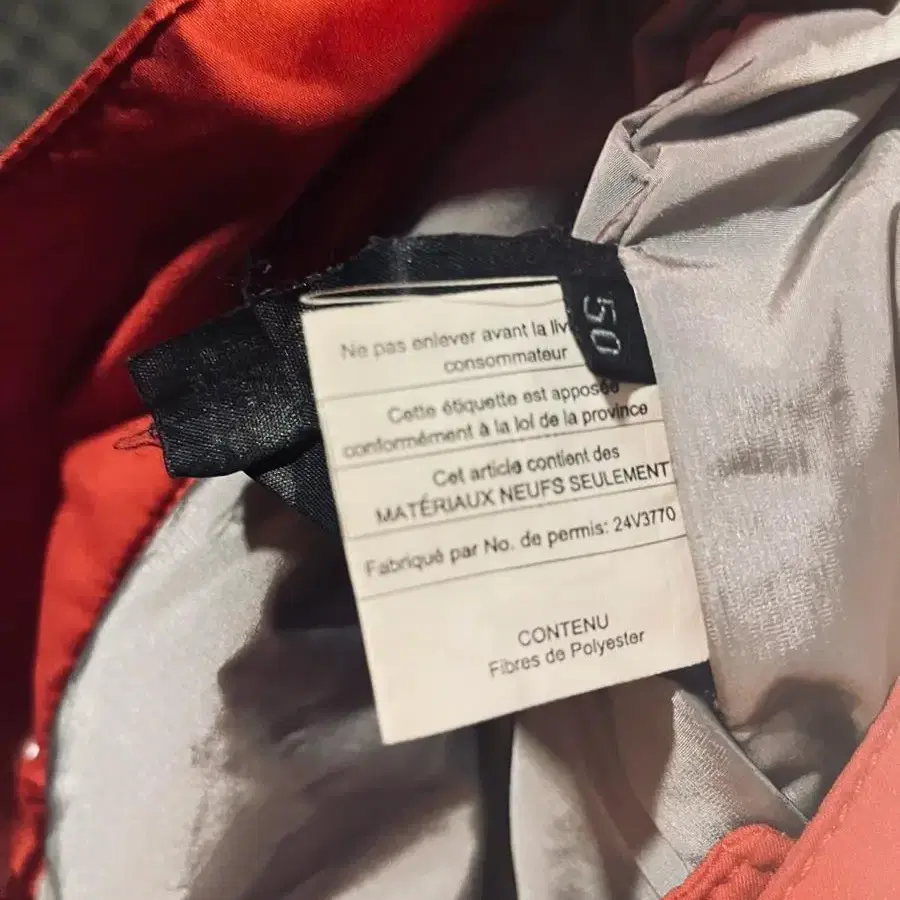 Ne pas enlever avant la liv
consommateur
Cette étiquette est apposée
conformément à la loi de la province
Cet article contient des
MATÉRIAUX NEUFS SEULEMENT
Fabriqué par No. de permis: 24V3770
CONTENU
Fibres de Polyester
50